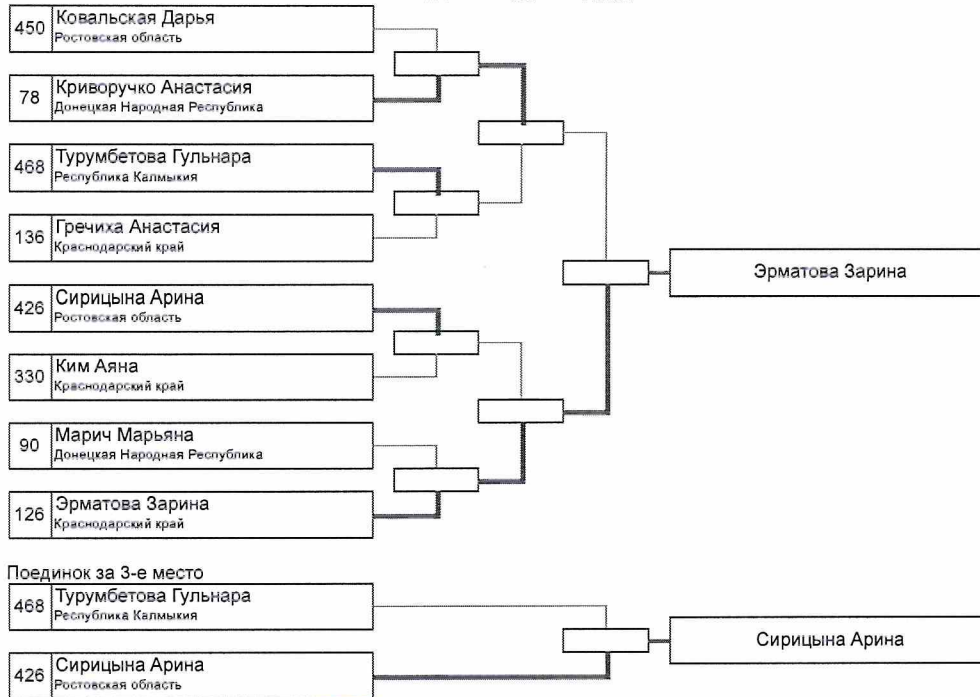 450
Ковальская Дарья
Ростовская область
78
Криворучко Анастасия
Донецкая Народная Республика
468
Турумбетова Гульнара
Республика Калмыкия
136
Гречиха Анастасия
Краснодарский край
426
Сирицына Арина
Ростовская область
330
Ким Аяна
Краснодарский край
90
Марич Марьяна
Донецкая Народная Республика
126
Эрматова Зарина
Краснодарский край
Эрматова Зарина
Поединок за 3-е место
468
Турумбетова Гульнара
Республика Калмыкия
426
Сирицына Арина
Ростовская область
Сирицына Арина